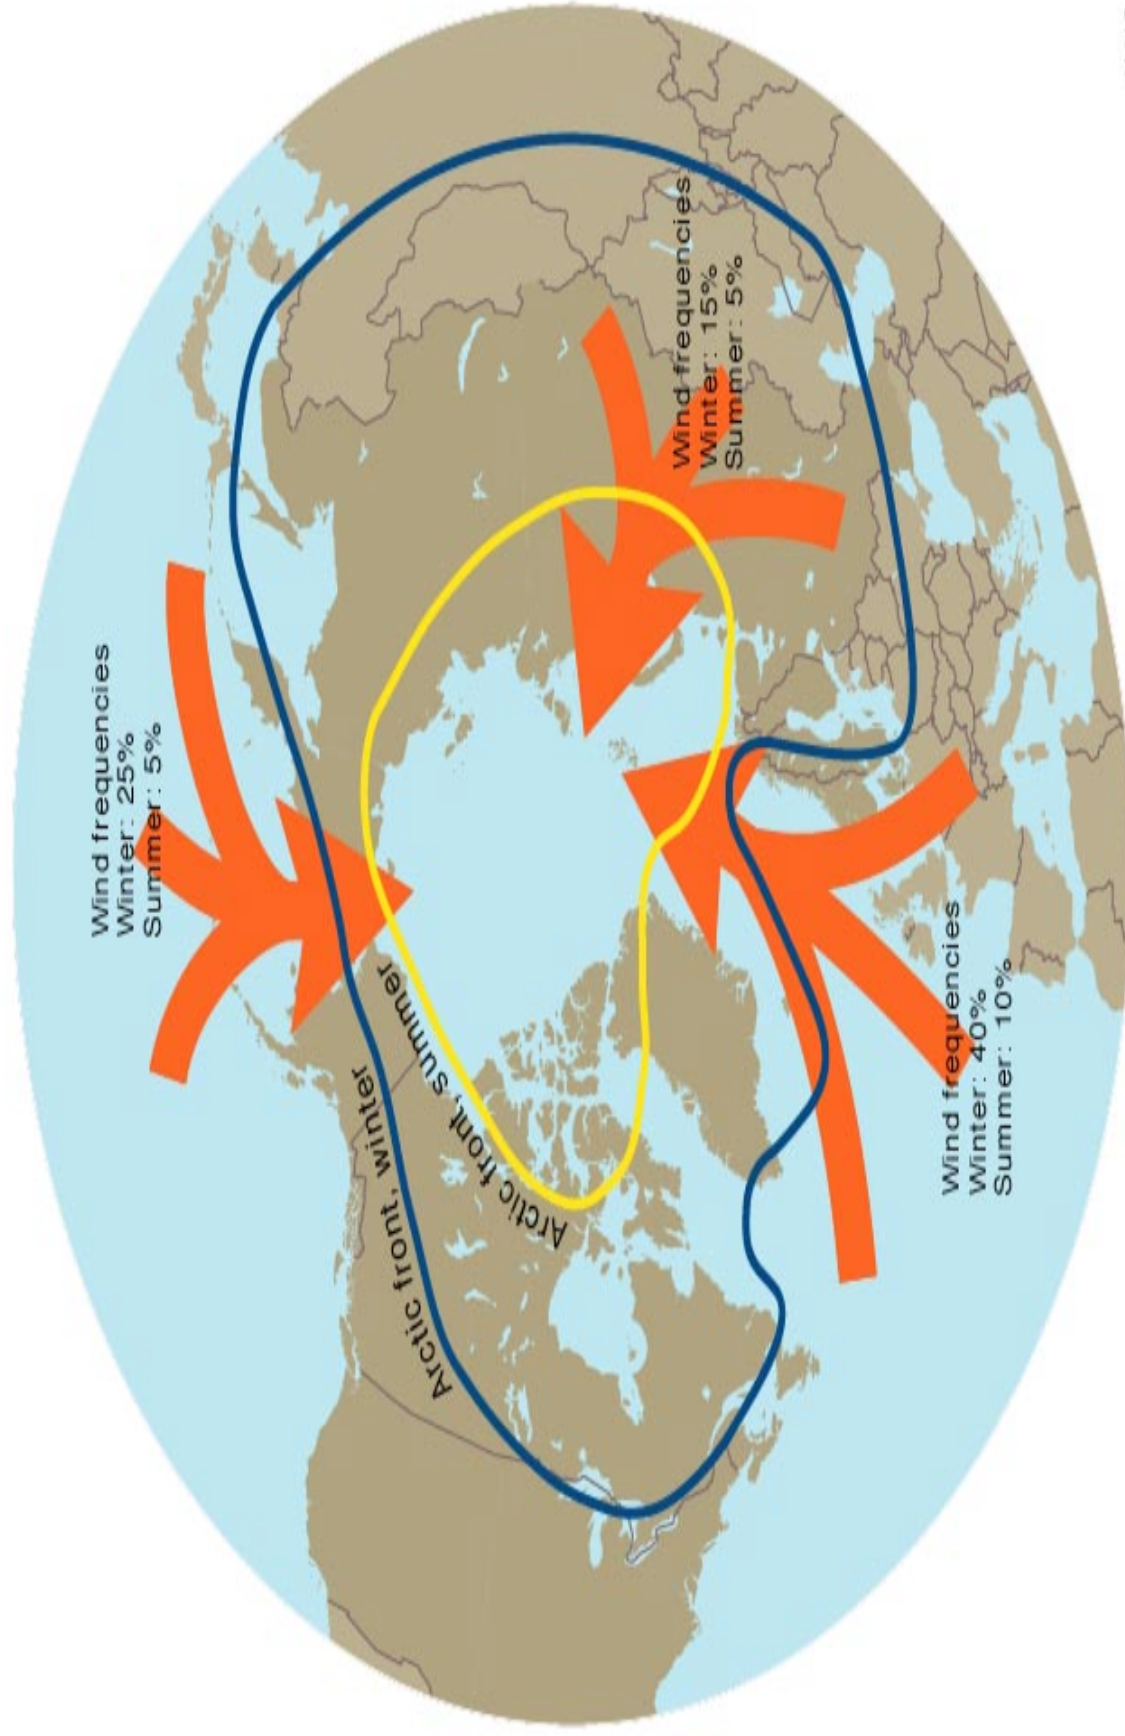 Wind frequencies
Winter: 25%
Summer: 5%
Arctic front, winter
Arctic front, summer
Wind frequencies
Winter: 15%
Summer: 5%
Wind frequencies
Winter: 40%
Summer: 10%